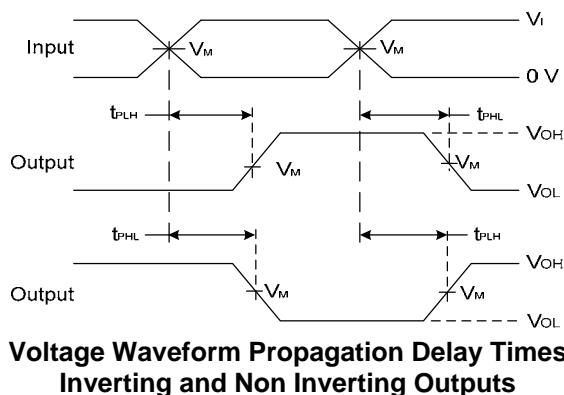 VI
Input
VM
VM
0 V
tPLH
tPHL
VOH
Output
VM
VM
VOL
tPHL
tPLH
VOH
Output
VM
VM
VOL
Voltage Waveform Propagation Delay Times
Inverting and Non Inverting Outputs